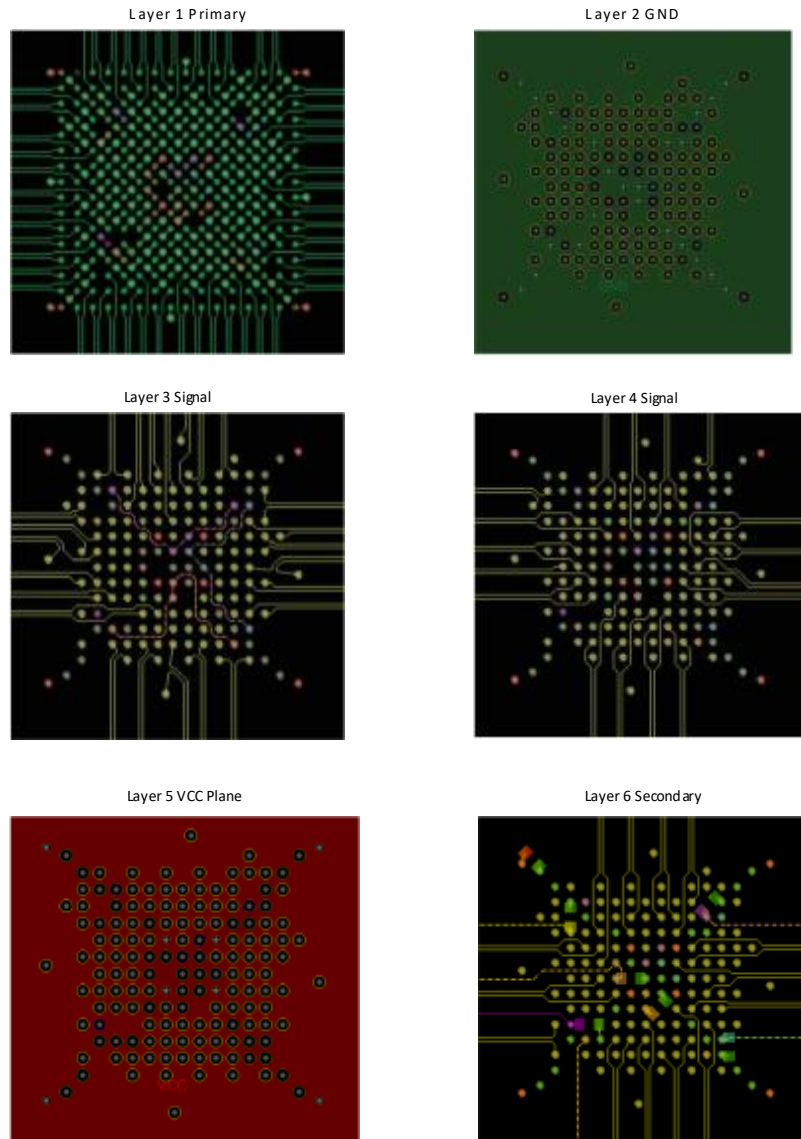 Layer 1 Primary
Layer 2 GND
Layer 3 Signal
Layer 4 Signal
Layer 5 VCC Plane
Layer 6 Secondary
VCC